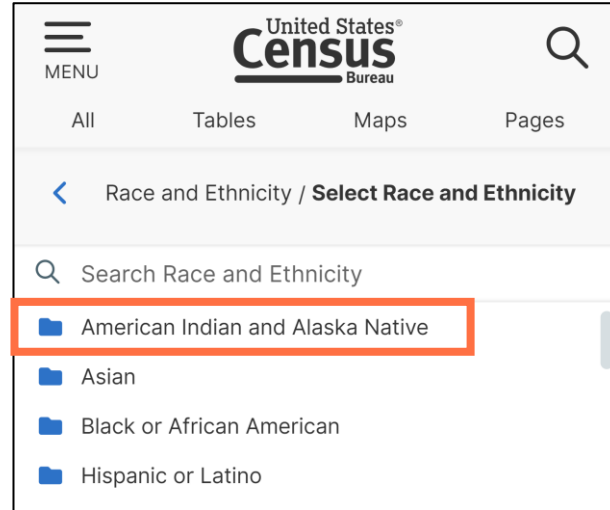 MENU
United States®
Census
Bureau
All Tables Maps Pages
Race and Ethnicity / Select Race and Ethnicity
Search Race and Ethnicity
American Indian and Alaska Native
Asian
Black or African American
Hispanic or Latino